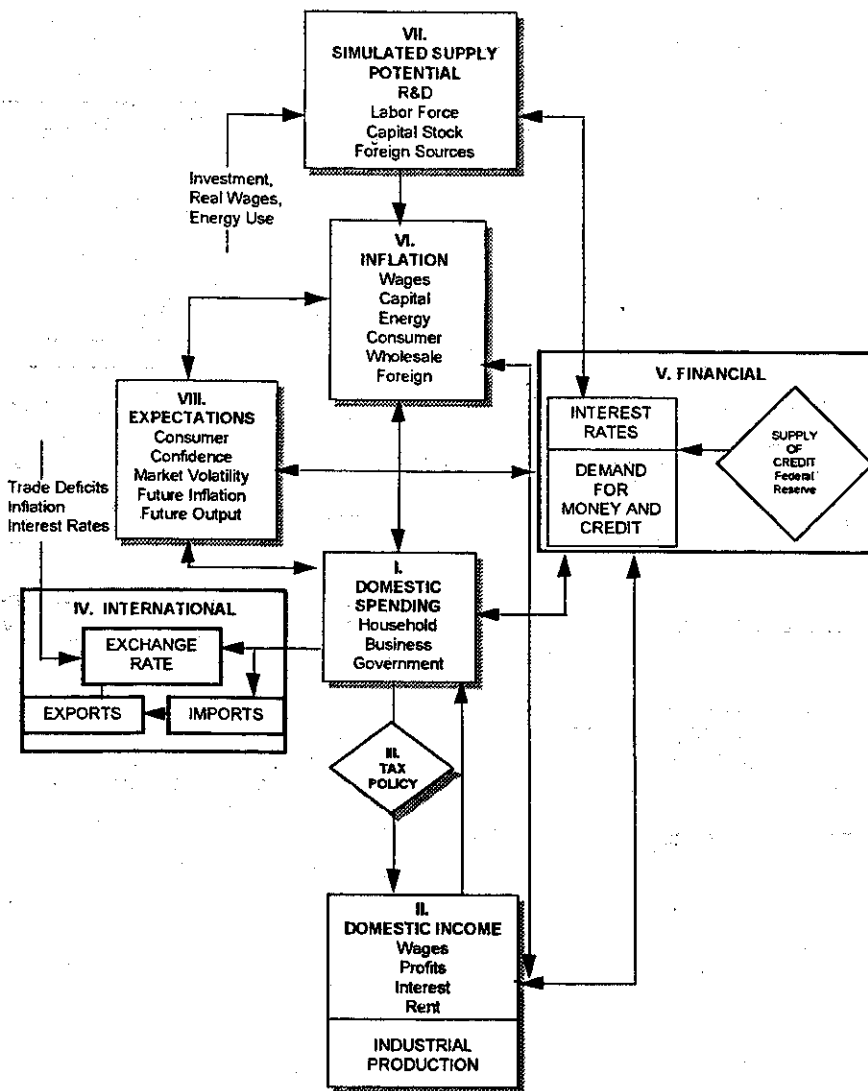 VII.
SIMULATED SUPPLY
POTENTIAL
R&D
Labor Force
Capital Stock
Foreign Sources
Investment,
Real Wages,
Energy Use
VI.
INFLATION
Wages
Capital
Energy
Consumer
Wholesale
Foreign
VIII.
EXPECTATIONS
Consumer
Confidence
Market Volatility
Future Inflation
Future Output
V. FINANCIAL
INTEREST
RATES
DEMAND
FOR
MONEY AND
CREDIT
SUPPLY
OF
CREDIT
Federal
Reserve
Trade Deficits
Inflation
Interest Rates
I.
DOMESTIC
SPENDING
Household
Business
Government
IV. INTERNATIONAL
EXCHANGE
RATE
EXPORTS
IMPORTS
III.
TAX
POLICY
II.
DOMESTIC INCOME
Wages
Profits
Interest
Rent
INDUSTRIAL
PRODUCTION